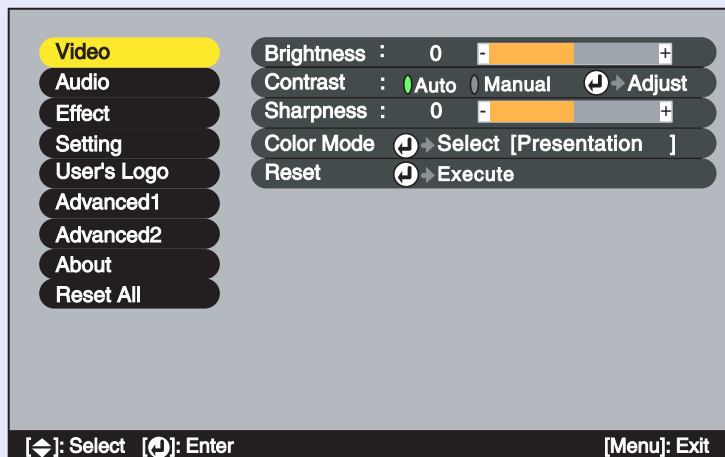 Video
Audio
Effect
Setting
User's Logo
Advanced1
Advanced2
About
Reset All
Brightness : 0 - +
Contrast : Auto Manual Adjust
Sharpness : 0 - +
Color Mode Select [Presentation ]
Reset Execute
[ ]: Select [ ]: Enter [Menu]: Exit